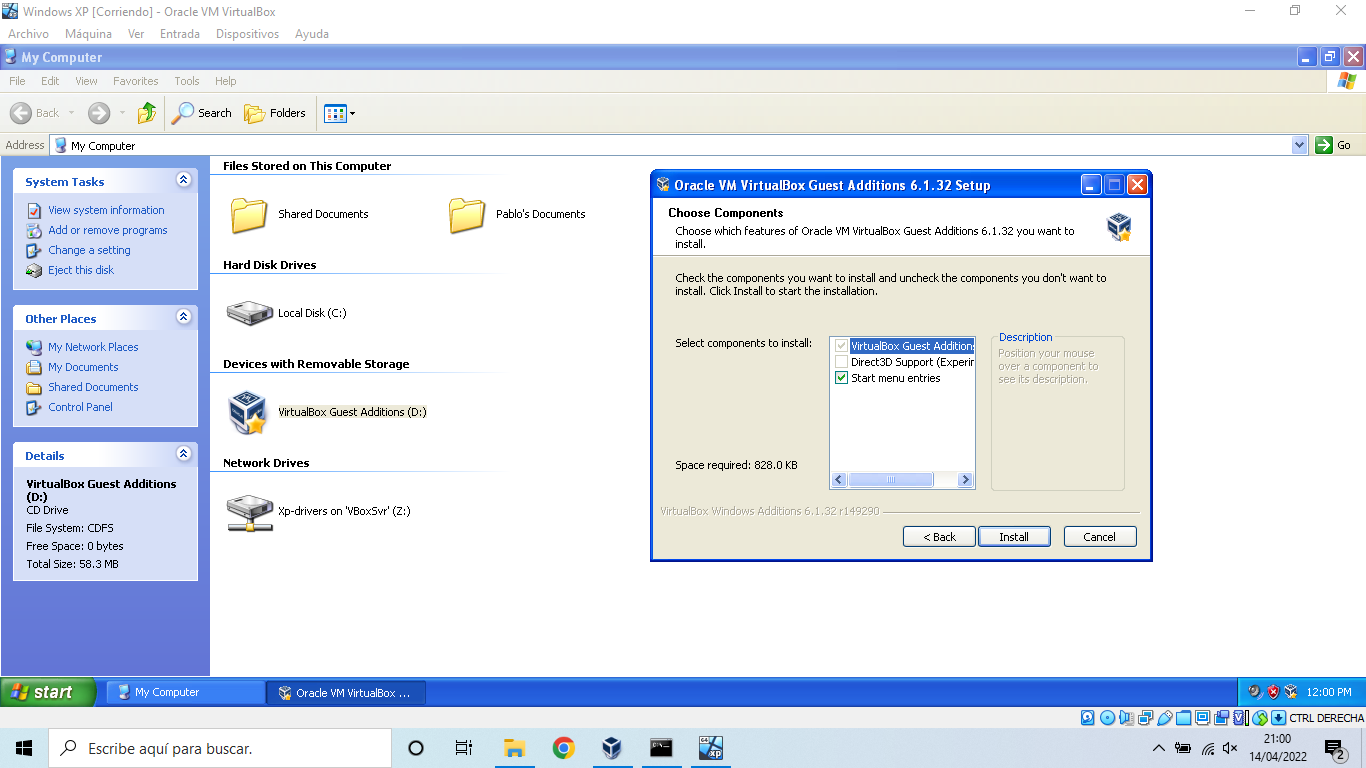 Windows XP [Corriendo] - Oracle VM VirtualBox
Archivo Máquina Ver Entrada Dispositivos Ayuda
My Computer
File Edit View Favorites Tools Help
Back Search Folders
Address My Computer Go
System Tasks
View system information
Add or remove programs
Change a setting
Eject this disk
Other Places
My Network Places
My Documents
Shared Documents
Control Panel
Details
VirtualBox Guest Additions
(D:)
CD Drive
File System: CDFS
Free Space: 0 bytes
Total Size: 58.3 MB
Files Stored on This Computer
Shared Documents Pablo's Documents
Hard Disk Drives
Local Disk (C:)
Devices with Removable Storage
VirtualBox Guest Additions (D:)
Network Drives
Xp-drivers on 'VBoxSvr' (Z:)
Oracle VM VirtualBox Guest Additions 6.1.32 Setup
Choose Components
Choose which features of Oracle VM VirtualBox Guest Additions 6.1.32 you want to
install.
Check the components you want to install and uncheck the components you don't want to
install. Click Install to start the installation.
Select components to install:
VirtualBox Guest Additions
Direct3D Support (Experir
Start menu entries
Description
Position your mouse
over a component to
see its description.
Space required: 828.0 KB
VirtualBox Windows Additions 6.1.32 r149290
< Back Install Cancel
start My Computer Oracle VM VirtualBox ... 12:00 PM
CTRL DERECHA
Escribe aquí para buscar.
64
xp
21:00
14/04/2022
2